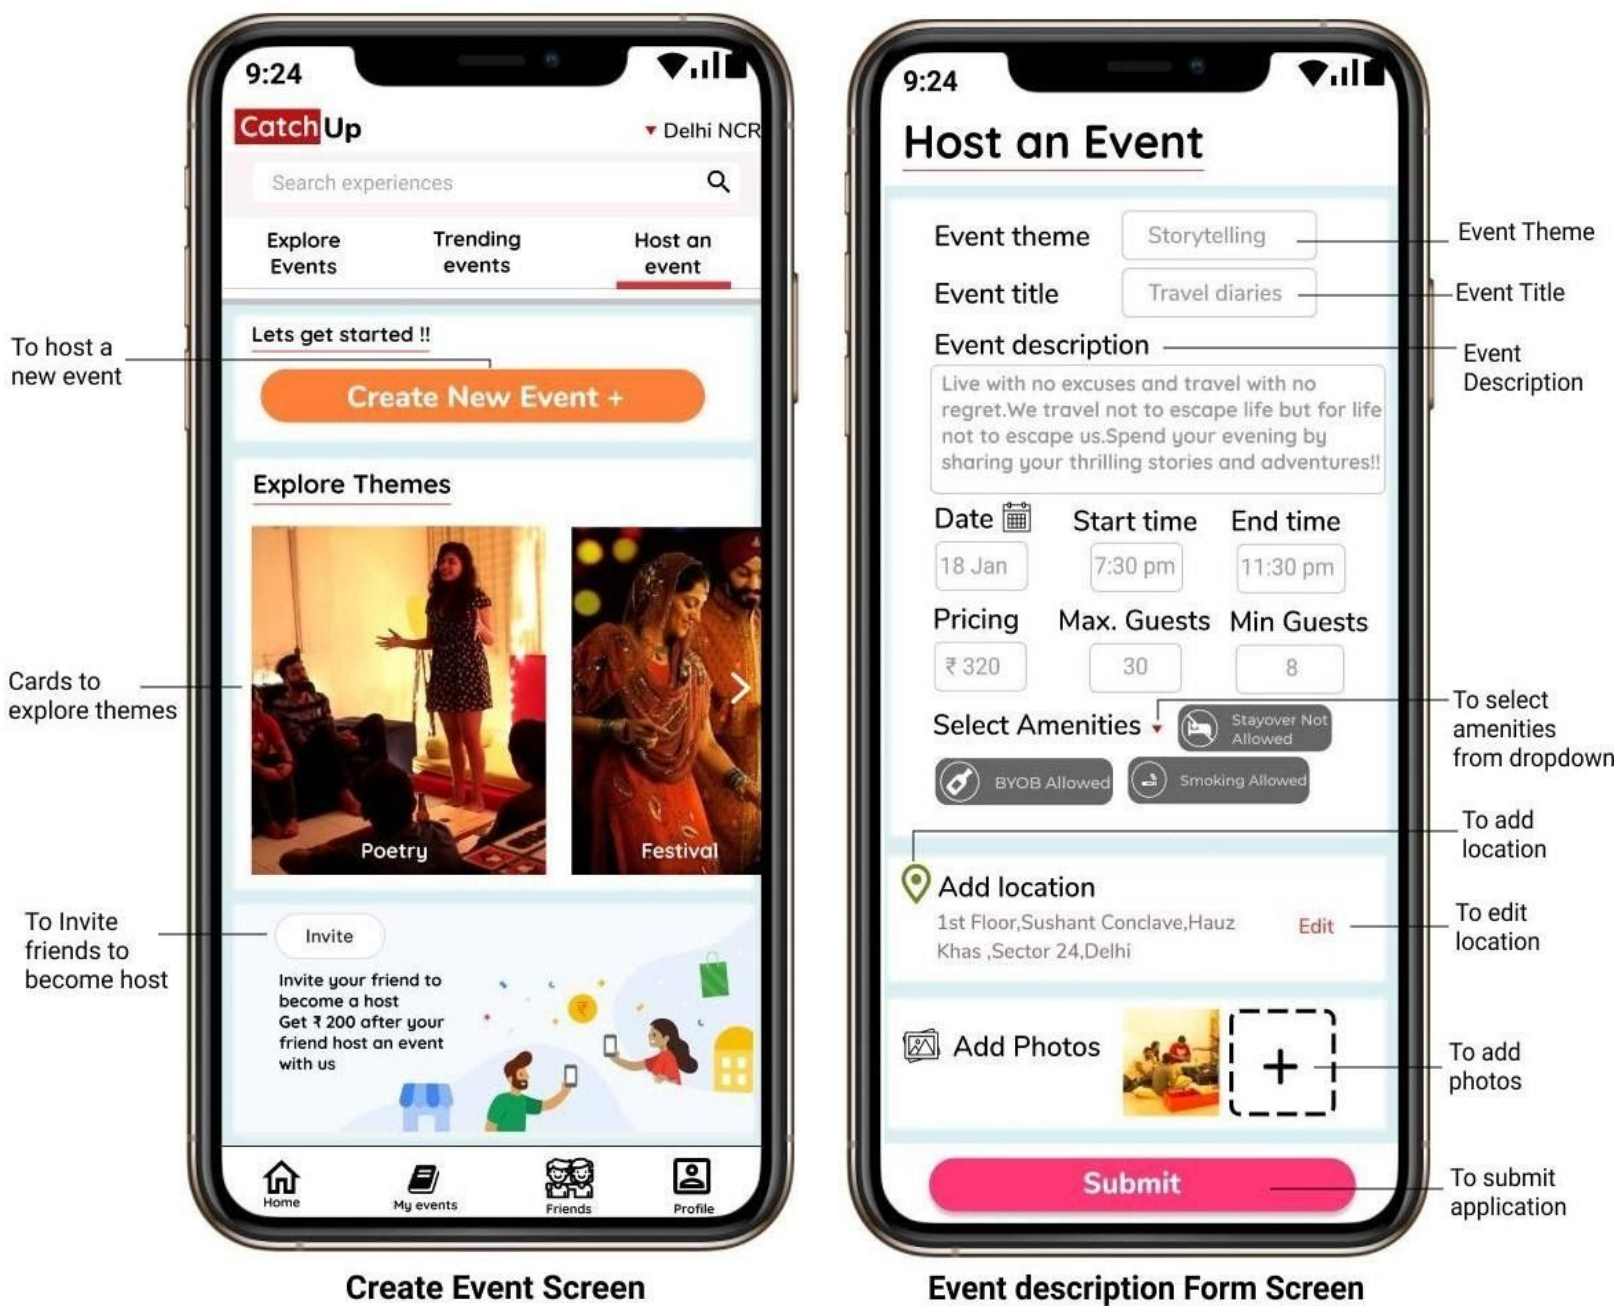 9:24
CatchUp
Delhi NCR
Search experiences
Explore
Events
Trending
events
Host an
event
Lets get started !!
To host a
new event
Create New Event +
Explore Themes
Cards to
explore themes
Poetry
Festival
To Invite
friends to
become host
Invite
Invite your friend to
become a host
Get ₹ 200 after your
friend host an event
with us
Home
My events
Friends
Profile
Create Event Screen
9:24
Host an Event
Event theme
Storytelling
Event Theme
Event title
Travel diaries
Event Title
Event description
Event
Description
Live with no excuses and travel with no
regret.We travel not to escape life but for life
not to escape us.Spend your evening by
sharing your thrilling stories and adventures!!
Date
Start time
End time
18 Jan
7:30 pm
11:30 pm
Pricing
Max. Guests
Min Guests
₹ 320
30
8
Select Amenities
Stayover Not
Allowed
BYOB Allowed
Smoking Allowed
To select
amenities
from dropdown
To add
location
Add location
1st Floor,Sushant Conclave,Hauz
Khas ,Sector 24,Delhi
Edit
To edit
location
Add Photos
+
To add
photos
Submit
To submit
application
Event description Form Screen